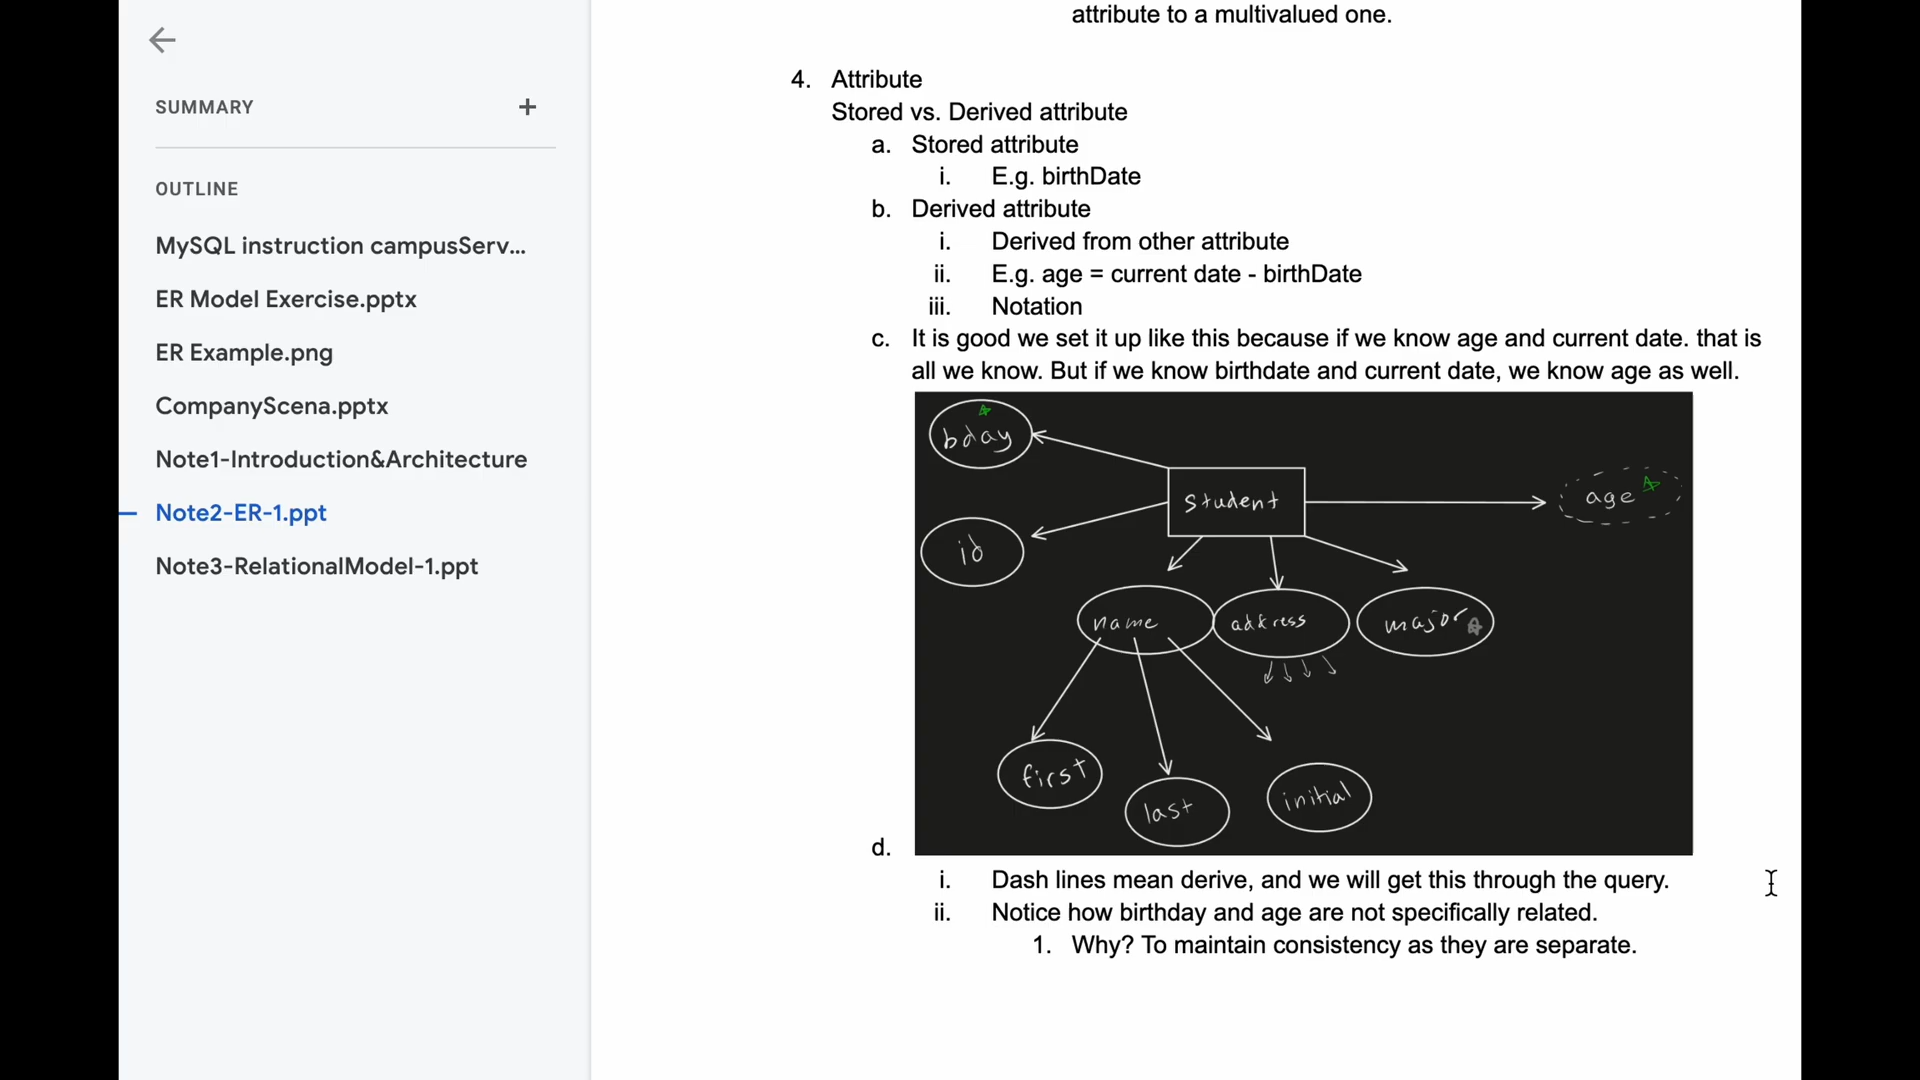 SUMMARY
OUTLINE
MySQL instruction campusServ...
ER Model Exercise.pptx
ER Example.png
CompanyScena.pptx
Note1-Introduction&Architecture
Note2-ER-1.ppt
Note3-RelationalModel-1.ppt
attribute to a multivalued one.
4. Attribute
Stored vs. Derived attribute
a. Stored attribute
i. E.g. birthDate
b. Derived attribute
i. Derived from other attribute
ii. E.g. age = current date - birthDate
iii. Notation
c. It is good we set it up like this because if we know age and current date. that is
all we know. But if we know birthdate and current date, we know age as well.
bday
student
age
id
name
address
major
first
last
initial
d.
i. Dash lines mean derive, and we will get this through the query.
ii. Notice how birthday and age are not specifically related.
1. Why? To maintain consistency as they are separate.